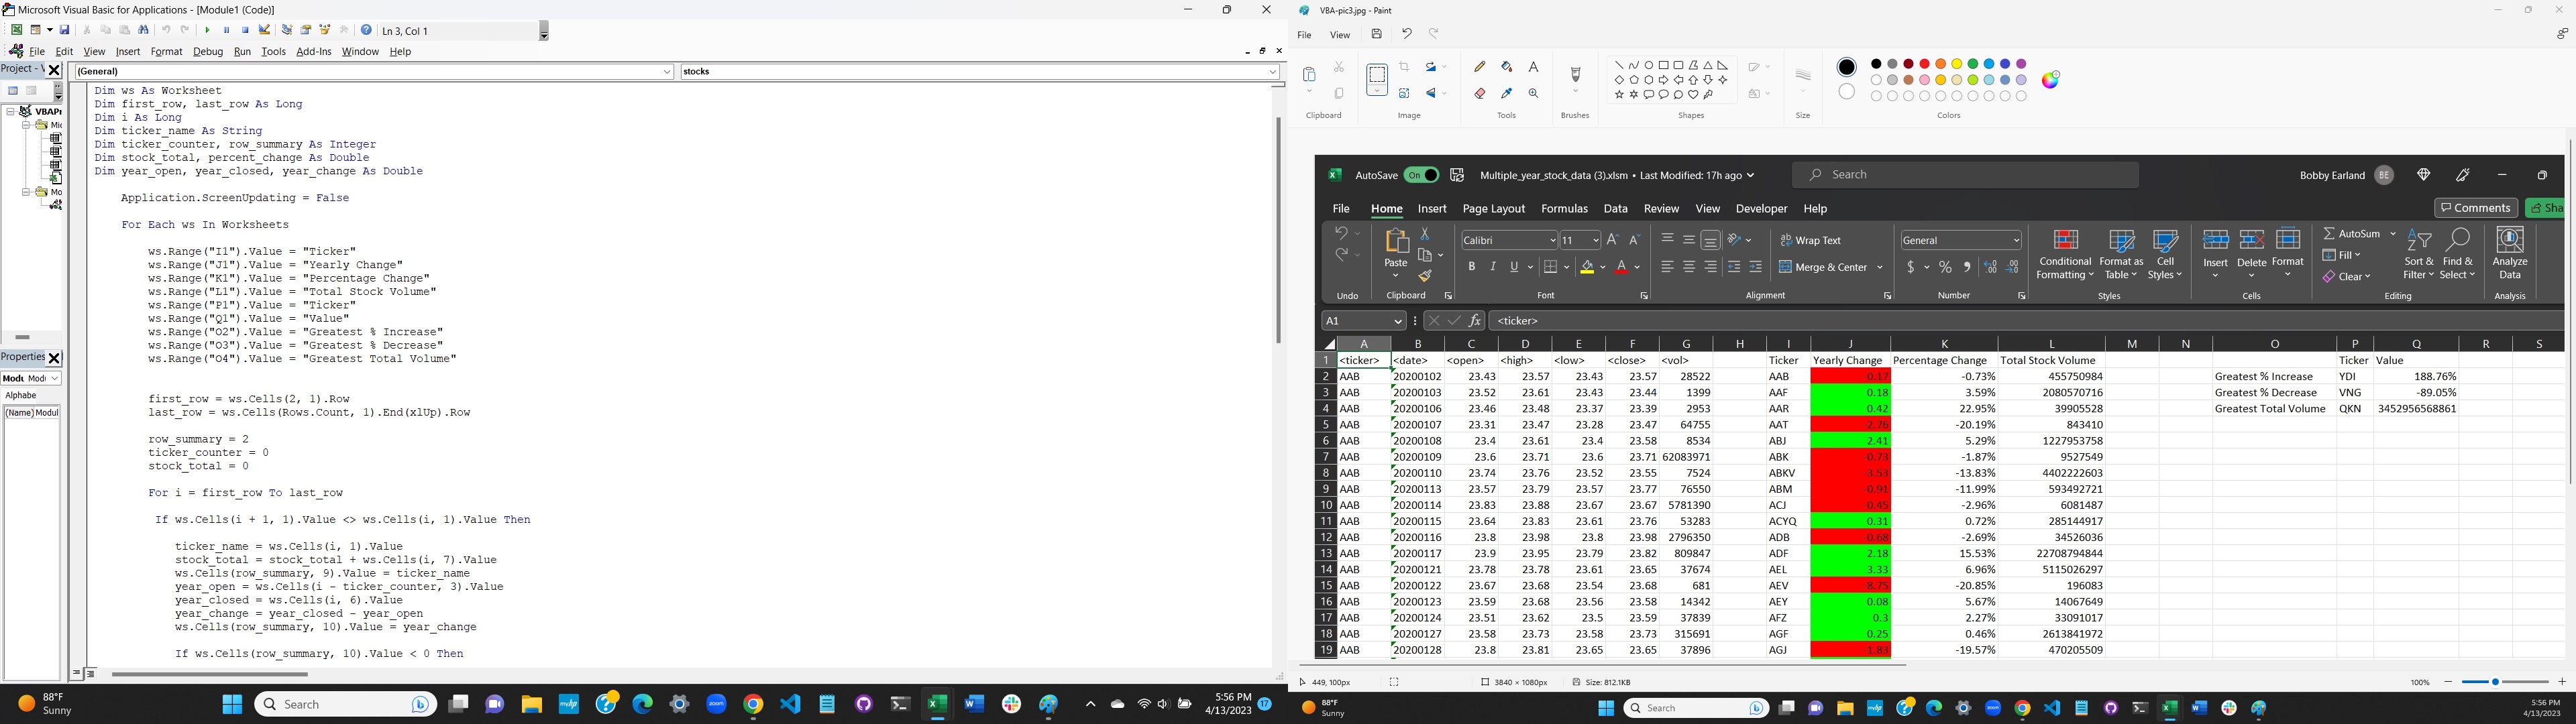 Microsoft Visual Basic for Applications - [Module1 (Code)]
Ln 3, Col 1
File Edit View Insert Format Debug Run Tools Add-Ins Window Help
Project - V
(General)
stocks
VBAPr
Mic
Mo
Properties
Modu Modu
Alphabe
(Name) Modul
Dim ws As Worksheet
Dim first_row, last_row As Long
Dim i As Long
Dim ticker_name As String
Dim ticker_counter, row_summary As Integer
Dim stock_total, percent_change As Double
Dim year_open, year_closed, year_change As Double
Application.ScreenUpdating = False
For Each ws In Worksheets
ws.Range("I1").Value = "Ticker"
ws.Range("J1").Value = "Yearly Change"
ws.Range("K1").Value = "Percentage Change"
ws.Range("L1").Value = "Total Stock Volume"
ws.Range("P1").Value = "Ticker"
ws.Range("Q1").Value = "Value"
ws.Range("O2").Value = "Greatest % Increase"
ws.Range("O3").Value = "Greatest % Decrease"
ws.Range("O4").Value = "Greatest Total Volume"
first_row = ws.Cells(2, 1).Row
last_row = ws.Cells(Rows.Count, 1).End(xlUp).Row
row_summary = 2
ticker_counter = 0
stock_total = 0
For i = first_row To last_row
If ws.Cells(i + 1, 1).Value <> ws.Cells(i, 1).Value Then
ticker_name = ws.Cells(i, 1).Value
stock_total = stock_total + ws.Cells(i, 7).Value
ws.Cells(row_summary, 9).Value = ticker_name
year_open = ws.Cells(i - ticker_counter, 3).Value
year_closed = ws.Cells(i, 6).Value
year_change = year_closed - year_open
ws.Cells(row_summary, 10).Value = year_change
If ws.Cells(row_summary, 10).Value < 0 Then
88°F
Sunny
Search
5:56 PM
4/13/2023
17
VBA-pic3.jpg - Paint
File View
Clipboard Image Tools Brushes Shapes Size Colors
AutoSave On Multiple_year_stock_data (3).xlsm • Last Modified: 17h ago
Search
Bobby Earland BE
File Home Insert Page Layout Formulas Data Review View Developer Help
Comments Sha
Paste
Calibri 11
Wrap Text
Merge & Center
General
Conditional Formatting Format as Table Cell Styles
Insert Delete Format
AutoSum
Fill
Clear
Sort & Filter Find & Select
Analyze Data
Undo Clipboard Font Alignment Number Styles Cells Editing Analysis
A1 fx <ticker>
A B C D E F G H I J K L M N O P Q R S
1 <ticker> <date> <open> <high> <low> <close> <vol> Ticker Yearly Change Percentage Change Total Stock Volume Ticker Value
2 AAB 20200102 23.43 23.57 23.43 23.57 28522 AAB -0.17 -0.73% 455750984 Greatest % Increase YDI 188.76%
3 AAB 20200103 23.52 23.61 23.43 23.44 1399 AAF 0.18 3.59% 2080570716 Greatest % Decrease VNG -89.05%
4 AAB 20200106 23.46 23.48 23.37 23.39 2953 AAR 0.42 22.95% 39905528 Greatest Total Volume QKN 3452956568861
5 AAB 20200107 23.31 23.47 23.28 23.47 64755 AAT -2.76 -20.19% 843410
6 AAB 20200108 23.4 23.61 23.4 23.58 8534 ABJ 2.41 5.29% 1227953758
7 AAB 20200109 23.6 23.71 23.6 23.71 62083971 ABK -0.73 -1.87% 9527549
8 AAB 20200110 23.74 23.76 23.52 23.55 7524 ABKV -3.53 -13.83% 4402222603
9 AAB 20200113 23.57 23.79 23.57 23.77 76550 ABM -0.91 -11.99% 593492721
10 AAB 20200114 23.83 23.88 23.67 23.67 5781390 ACJ -0.45 -2.96% 6081487
11 AAB 20200115 23.64 23.83 23.61 23.76 53283 ACYQ 0.31 0.72% 285144917
12 AAB 20200116 23.8 23.98 23.8 23.98 2796350 ADB -0.68 -2.69% 34526036
13 AAB 20200117 23.9 23.95 23.79 23.82 809847 ADF 2.18 15.53% 22708794844
14 AAB 20200121 23.78 23.78 23.61 23.65 37674 AEL 3.33 6.96% 5115026297
15 AAB 20200122 23.67 23.68 23.54 23.68 681 AEV -8.75 -20.85% 196083
16 AAB 20200123 23.59 23.68 23.56 23.58 14342 AEY 0.08 5.67% 14067649
17 AAB 20200124 23.51 23.62 23.5 23.59 37839 AFZ 0.3 2.27% 33091017
18 AAB 20200127 23.58 23.73 23.58 23.73 315691 AGF 0.25 0.46% 2613841972
19 AAB 20200128 23.8 23.81 23.65 23.65 37896 AGJ -1.83 -19.57% 470205509
449, 100px 3840 × 1080px Size: 812.1KB 100%
88°F
Sunny
Search
5:56 PM
4/13/2023